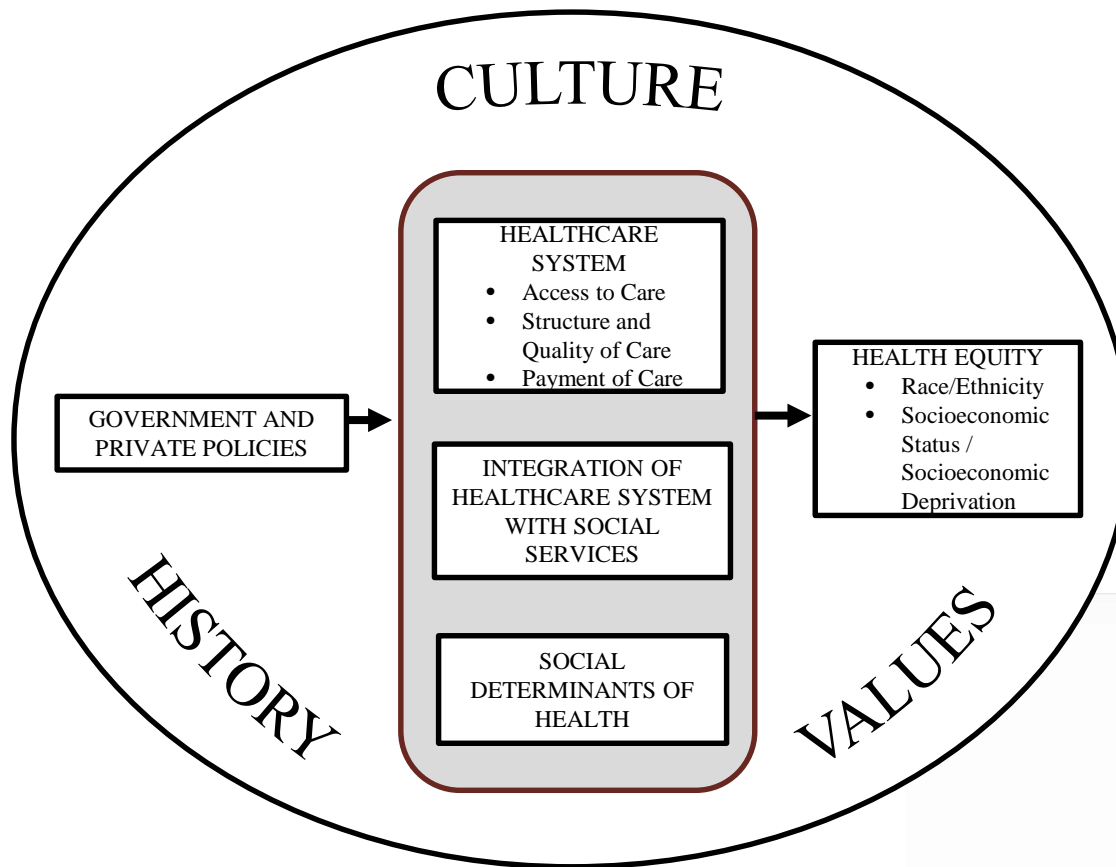 CULTURE
HEALTHCARE
SYSTEM
• Access to Care
• Structure and
Quality of Care
• Payment of Care
GOVERNMENT AND
PRIVATE POLICIES
HEALTH EQUITY
• Race/Ethnicity
• Socioeconomic
Status /
Socioeconomic
Deprivation
INTEGRATION OF
HEALTHCARE SYSTEM
WITH SOCIAL
SERVICES
SOCIAL
DETERMINANTS OF
HEALTH
HISTORY
VALUES